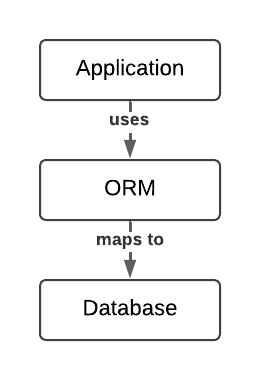 Application
uses
ORM
maps to
Database